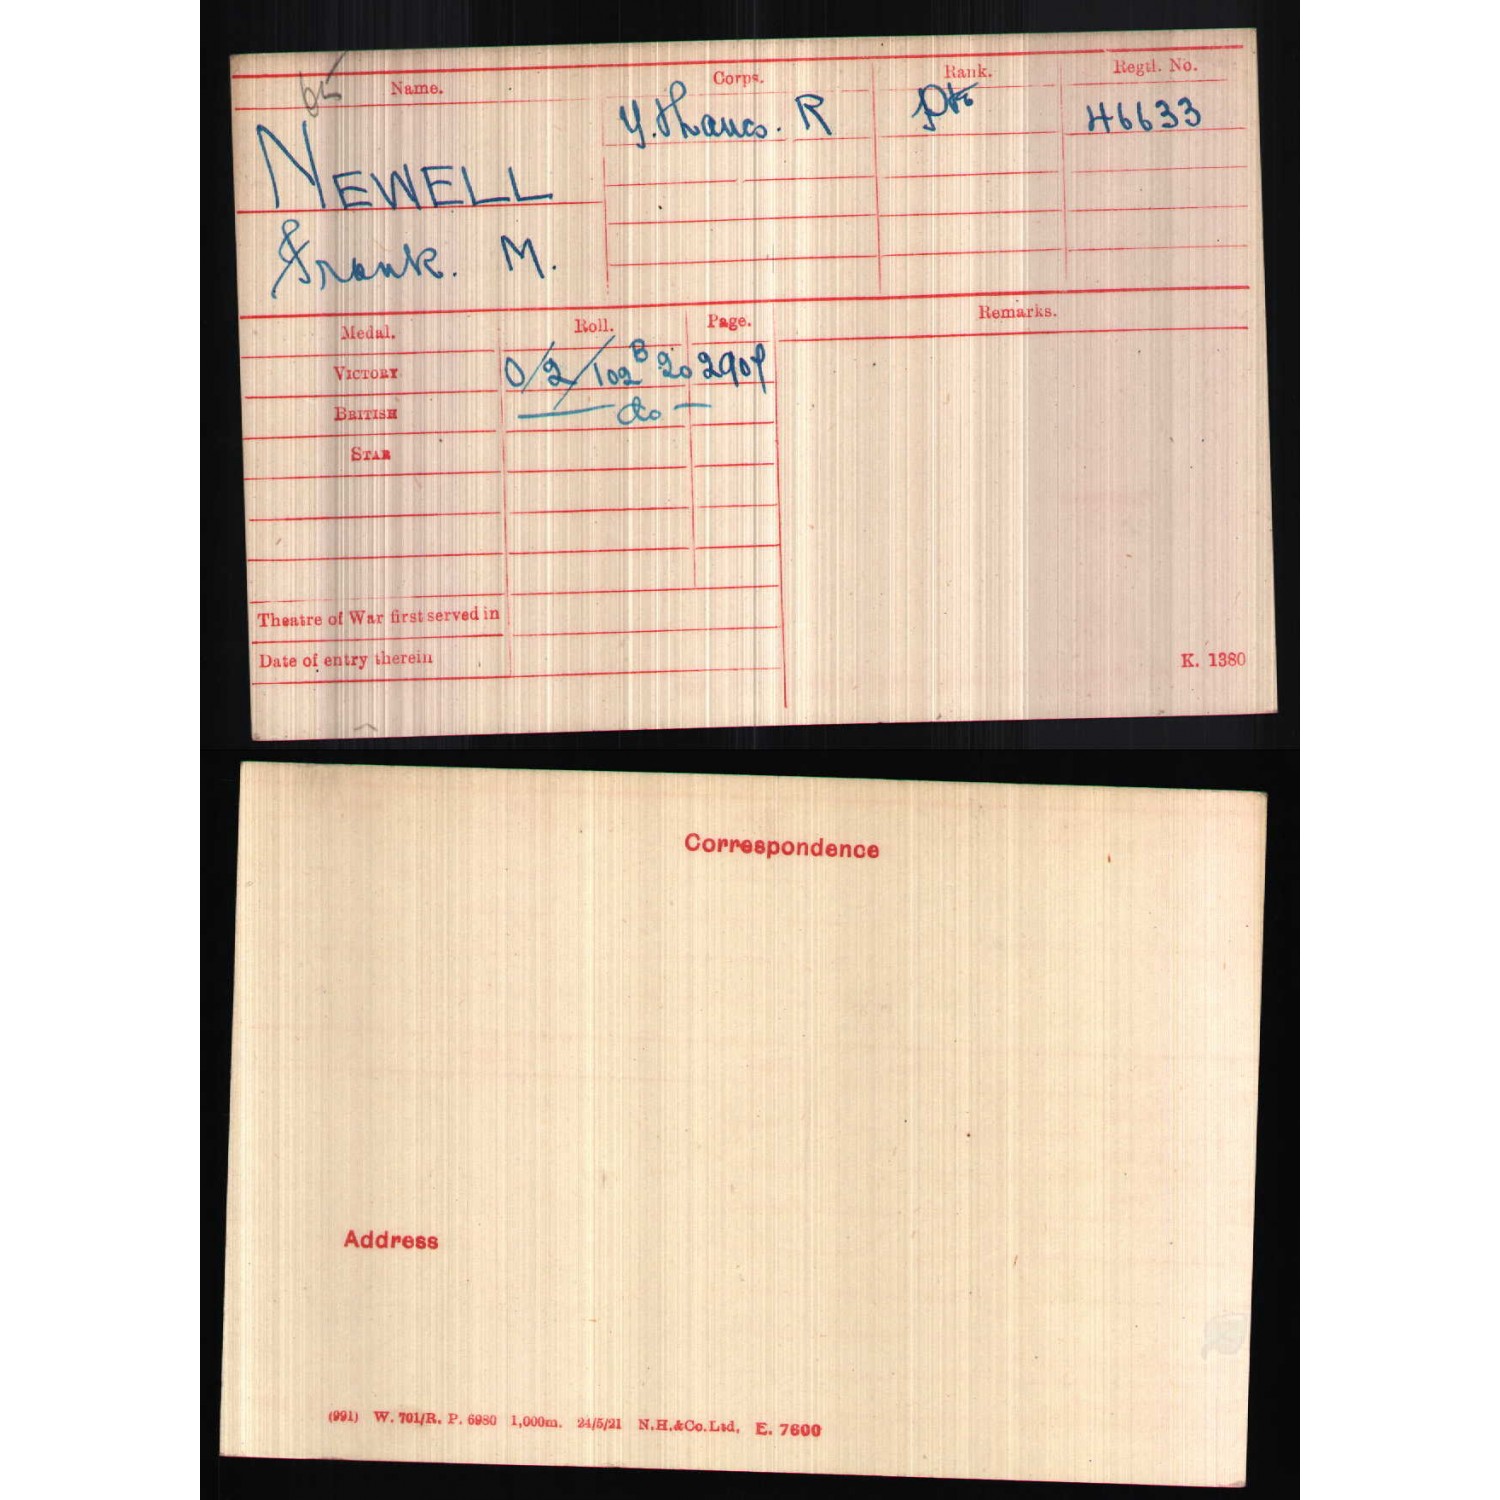 Name. Corps. Rank. Regtl. No.
NEWELL Y. & Lancs. R Pte 46633
Frank. M.
Medal. Roll. Page. Remarks.
VICTORY O/2/102 B 20 2909
BRITISH — do —
STAR
Theatre of War first served in
Date of entry therein
K. 1380
Correspondence
Address
(991) W. 701/R. P. 6980 1,000m. 24/5/21 N.H.&Co.Ltd. E. 7600